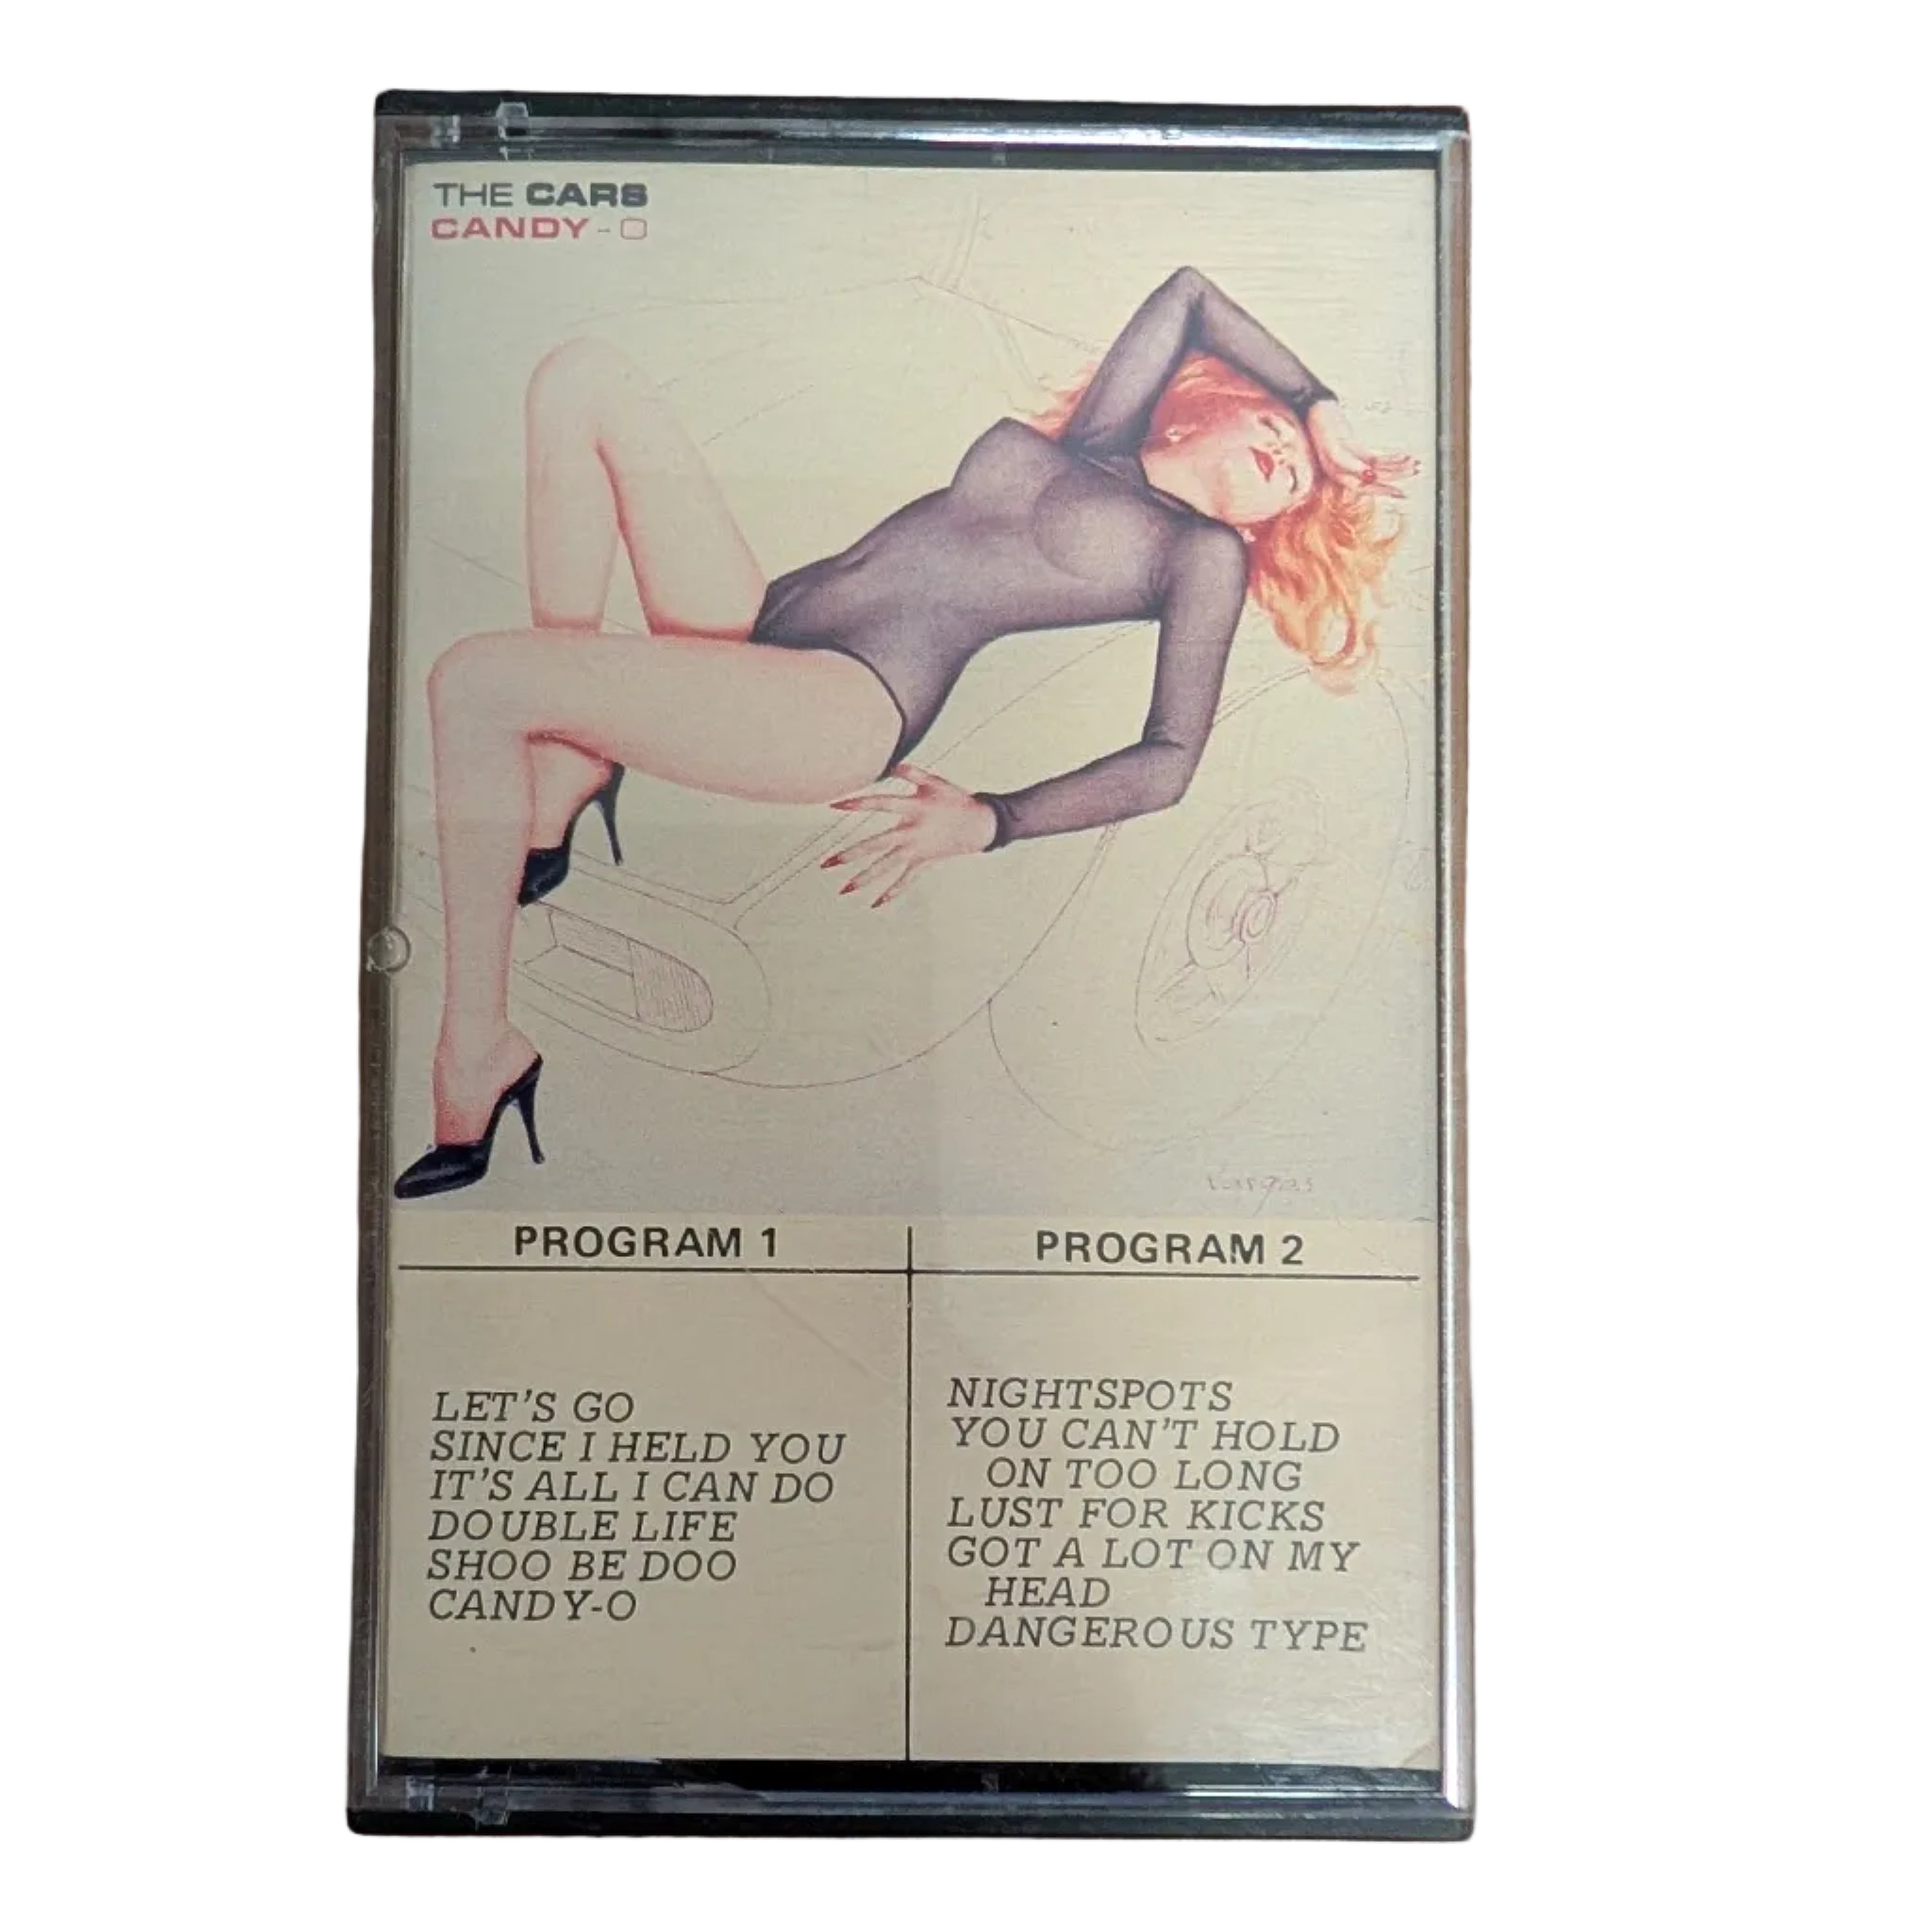 THE CARS
CANDY-O
Vargas
PROGRAM 1
LET'S GO
SINCE I HELD YOU
IT'S ALL I CAN DO
DOUBLE LIFE
SHOO BE DOO
CANDY-O
PROGRAM 2
NIGHTSPOTS
YOU CAN'T HOLD
ON TOO LONG
LUST FOR KICKS
GOT A LOT ON MY
HEAD
DANGEROUS TYPE